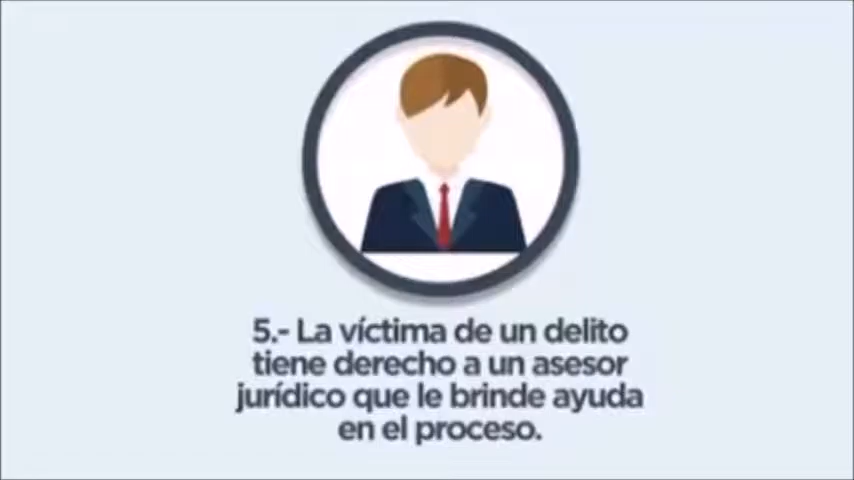 5.- La víctima de un delito
tiene derecho a un asesor
jurídico que le brinde ayuda
en el proceso.